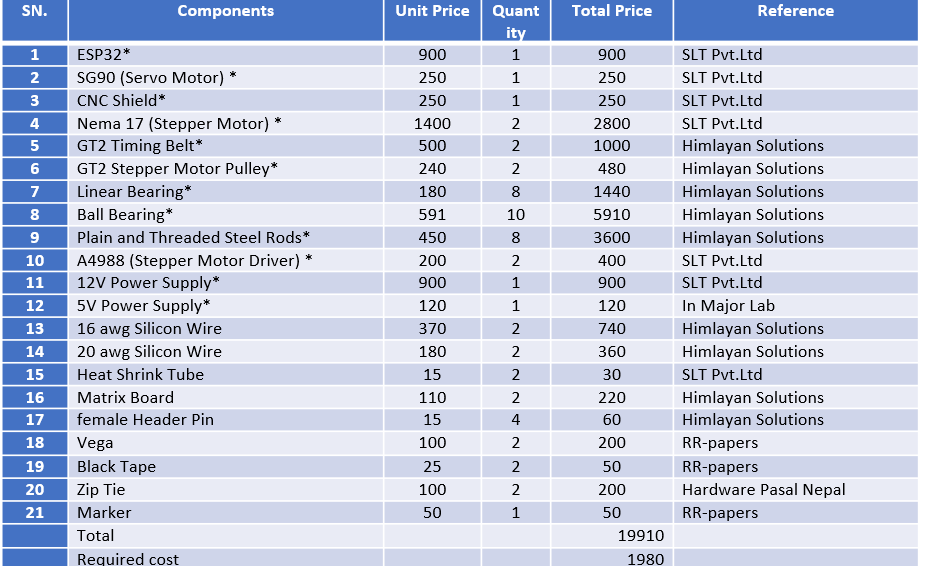 SN. Components Unit Price Quant ity Total Price Reference
1 ESP32* 900 1 900 SLT Pvt.Ltd
2 SG90 (Servo Motor) * 250 1 250 SLT Pvt.Ltd
3 CNC Shield* 250 1 250 SLT Pvt.Ltd
4 Nema 17 (Stepper Motor) * 1400 2 2800 SLT Pvt.Ltd
5 GT2 Timing Belt* 500 2 1000 Himlayan Solutions
6 GT2 Stepper Motor Pulley* 240 2 480 Himlayan Solutions
7 Linear Bearing* 180 8 1440 Himlayan Solutions
8 Ball Bearing* 591 10 5910 Himlayan Solutions
9 Plain and Threaded Steel Rods* 450 8 3600 Himlayan Solutions
10 A4988 (Stepper Motor Driver) * 200 2 400 SLT Pvt.Ltd
11 12V Power Supply* 900 1 900 SLT Pvt.Ltd
12 5V Power Supply* 120 1 120 In Major Lab
13 16 awg Silicon Wire 370 2 740 Himlayan Solutions
14 20 awg Silicon Wire 180 2 360 Himlayan Solutions
15 Heat Shrink Tube 15 2 30 SLT Pvt.Ltd
16 Matrix Board 110 2 220 Himlayan Solutions
17 female Header Pin 15 4 60 Himlayan Solutions
18 Vega 100 2 200 RR-papers
19 Black Tape 25 2 50 RR-papers
20 Zip Tie 100 2 200 Hardware Pasal Nepal
21 Marker 50 1 50 RR-papers
Total 19910
Required cost 1980